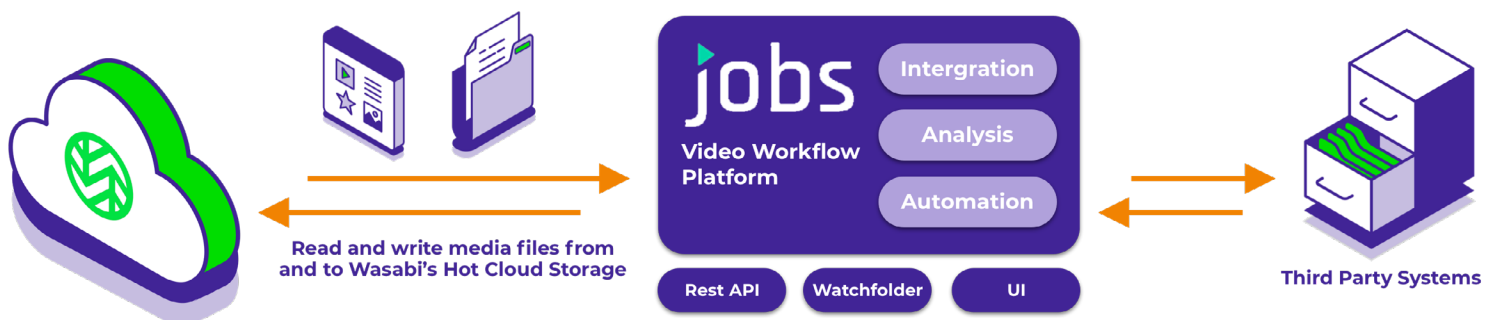 Read and write media files from
and to Wasabi's Hot Cloud Storage
jobs
Video Workflow
Platform
Intergration
Analysis
Automation
Rest API
Watchfolder
UI
Third Party Systems